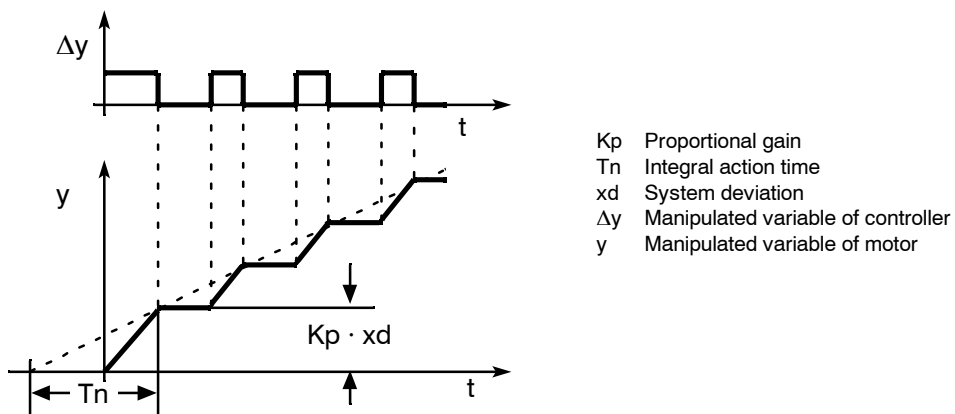 Δy
t
y
Kp · xd
Tn
t
Kp Proportional gain
Tn Integral action time
xd System deviation
Δy Manipulated variable of controller
y Manipulated variable of motor